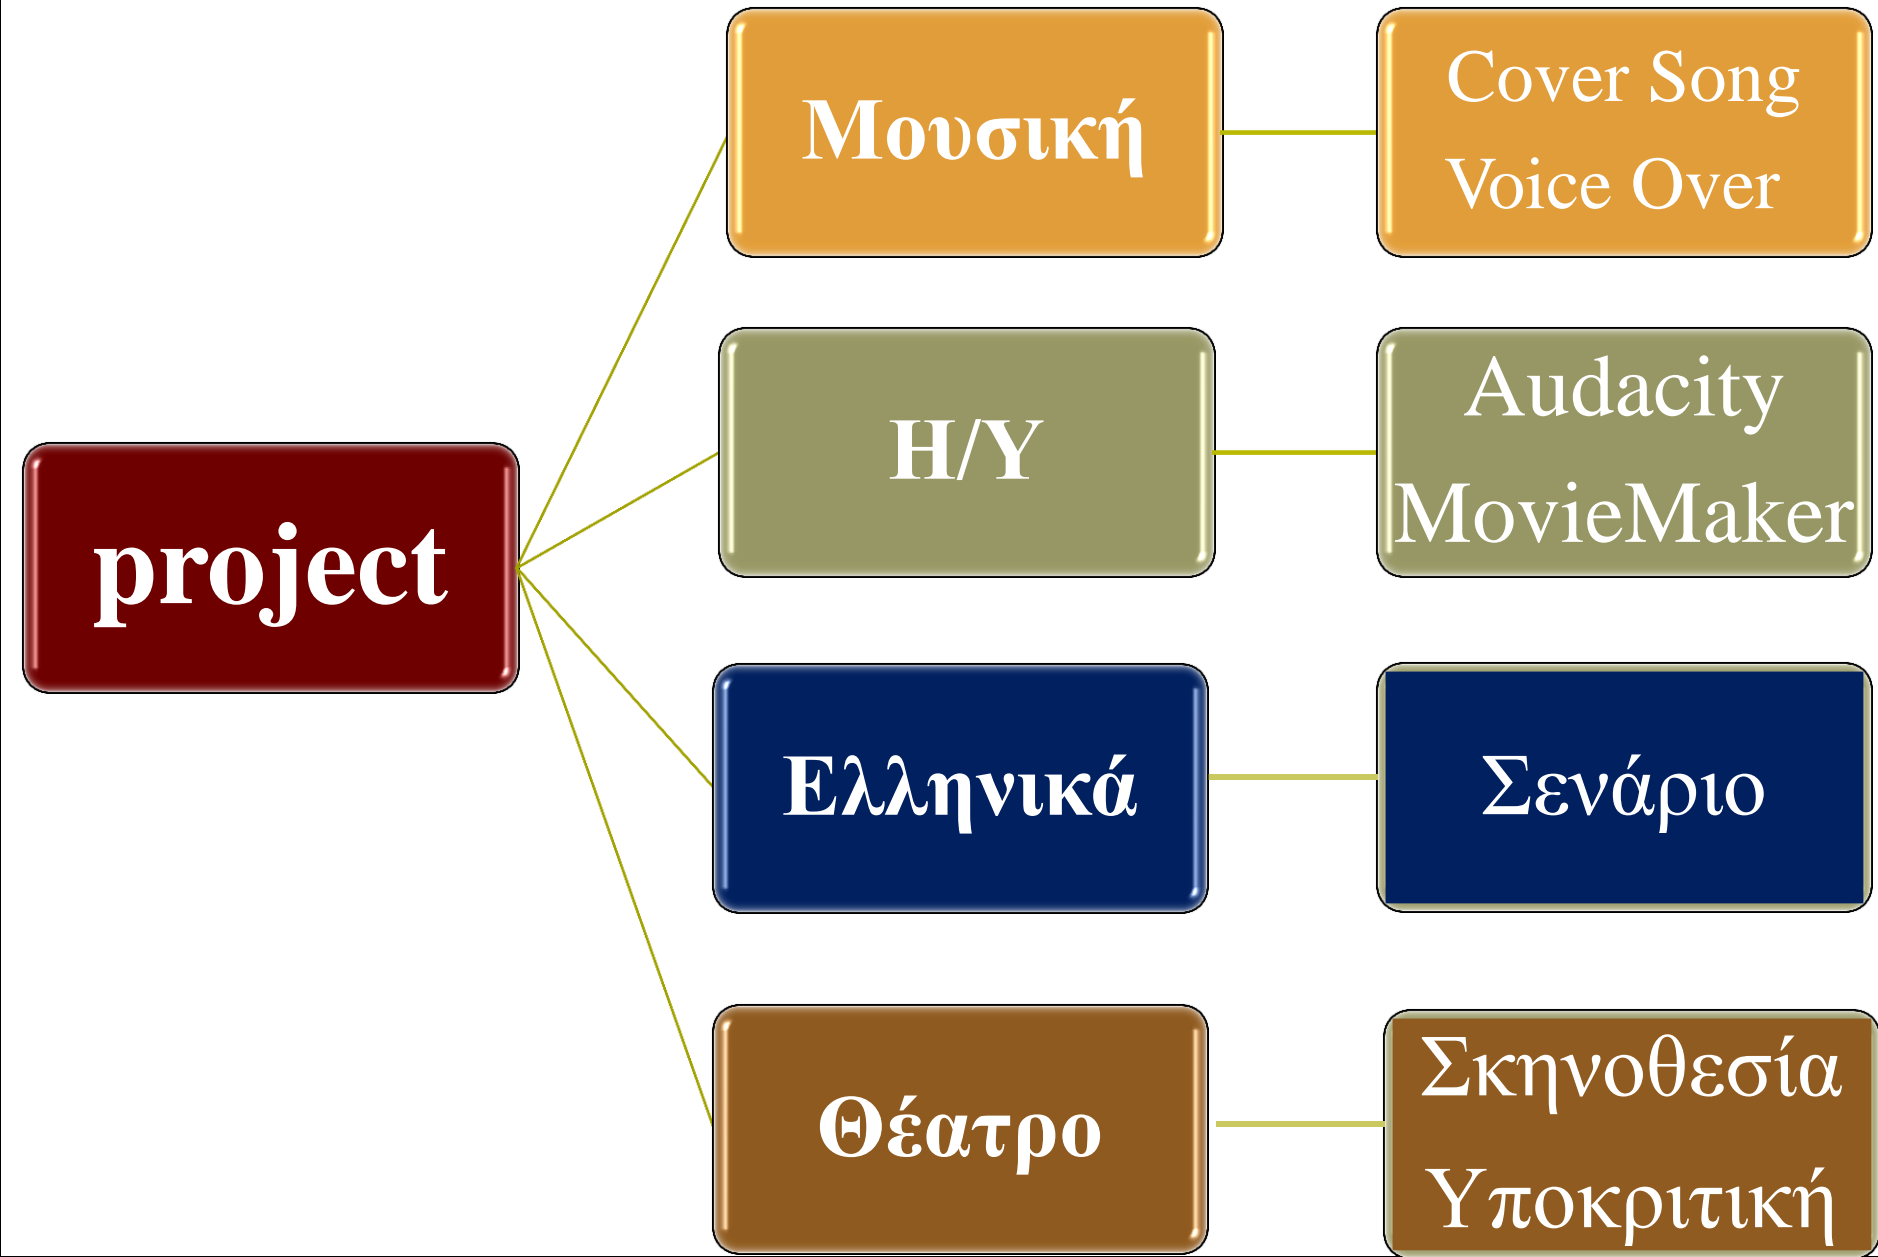 project
Μουσική
Cover Song
Voice Over
Η/Υ
Audacity
MovieMaker
Ελληνικά
Σενάριο
Θέατρο
Σκηνοθεσία
Υποκριτική